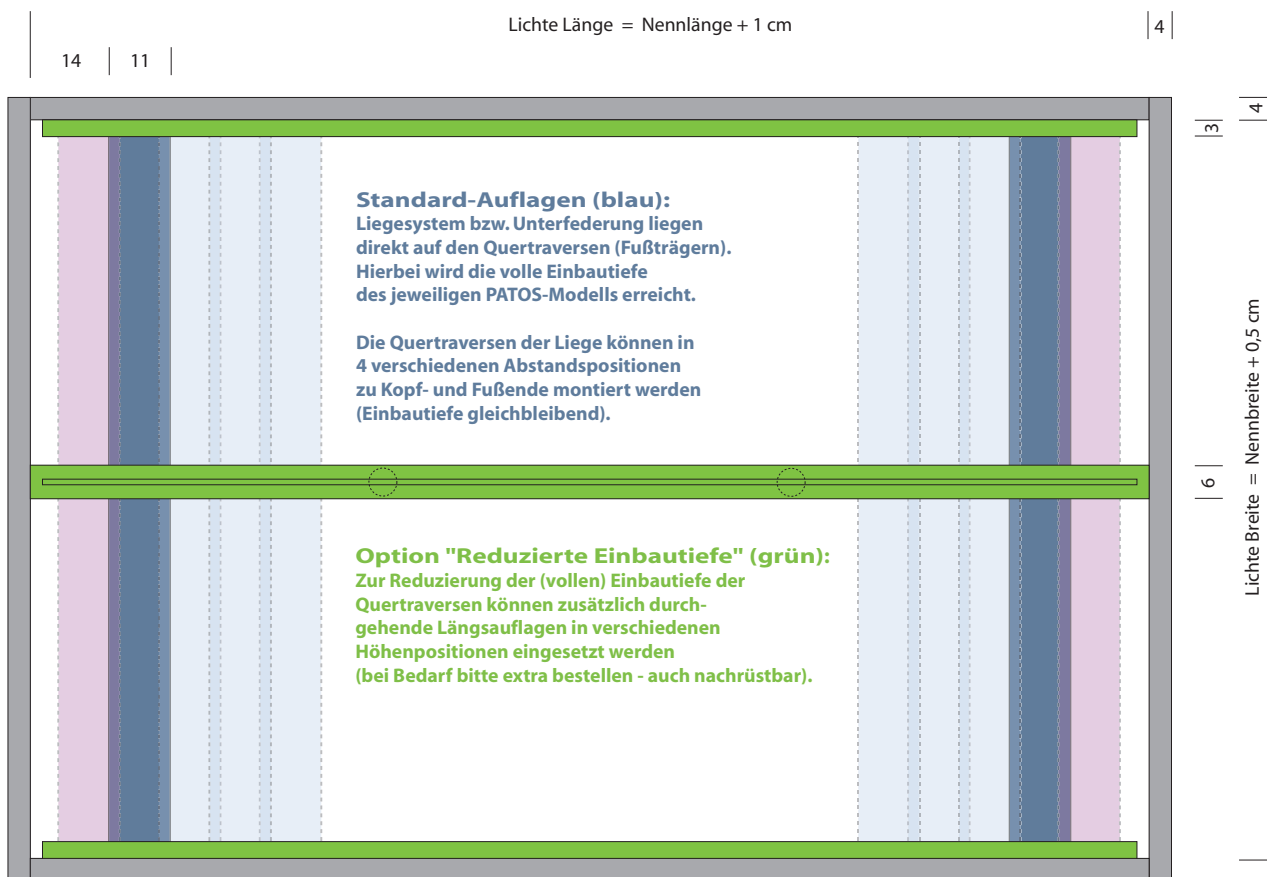 Lichte Länge = Nennlänge + 1 cm
4
14
11
4
3
Standard-Auflagen (blau):
Liegesystem bzw. Unterfederung liegen
direkt auf den Quertraversen (Fußträgern).
Hierbei wird die volle Einbautiefe
des jeweiligen PATOS-Modells erreicht.
Die Quertraversen der Liege können in
4 verschiedenen Abstandspositionen
zu Kopf- und Fußende montiert werden
(Einbautiefe gleichbleibend).
Lichte Breite = Nennbreite + 0,5 cm
6
Option "Reduzierte Einbautiefe" (grün):
Zur Reduzierung der (vollen) Einbautiefe der
Quertraversen können zusätzlich durch-
gehende Längsauflagen in verschiedenen
Höhenpositionen eingesetzt werden
(bei Bedarf bitte extra bestellen - auch nachrüstbar).